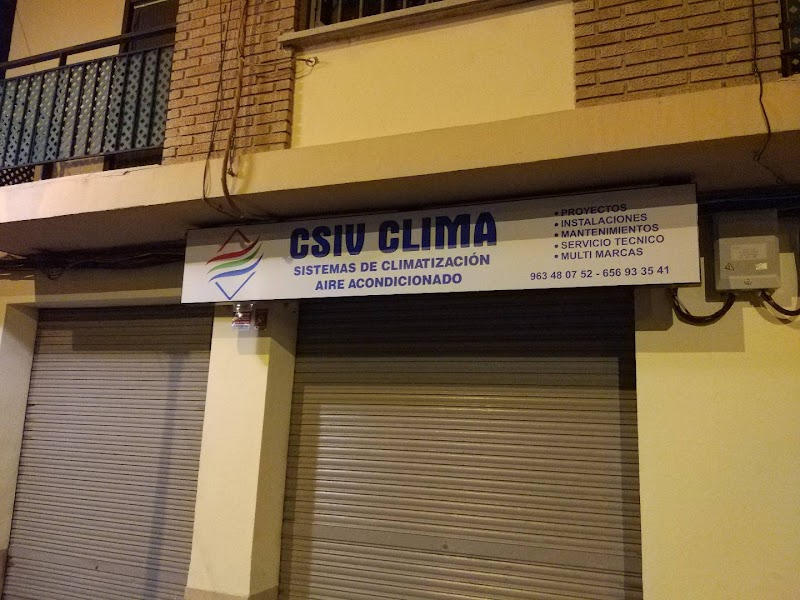 CSIV CLIMA
SISTEMAS DE CLIMATIZACIÓN
AIRE ACONDICIONADO
• PROYECTOS
• INSTALACIONES
• MANTENIMIENTOS
• SERVICIO TECNICO
• MULTI MARCAS
963 48 07 52 - 656 93 35 41